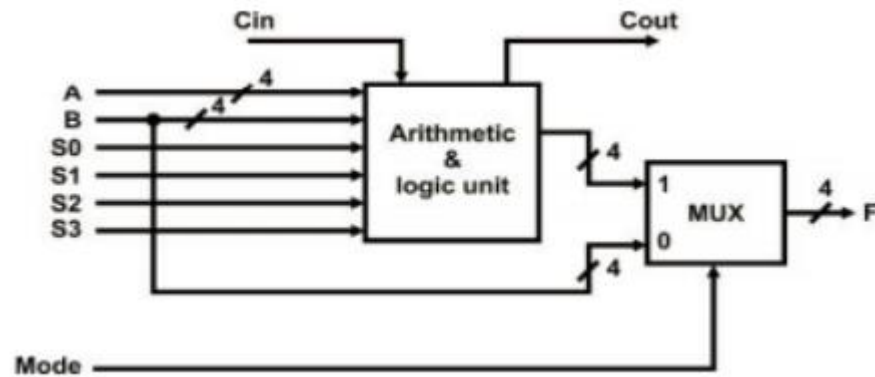 Cin
Cout
A
4
B
4
S0
S1
S2
S3
Arithmetic
&
logic unit
4
1
MUX
0
4
4
F
Mode